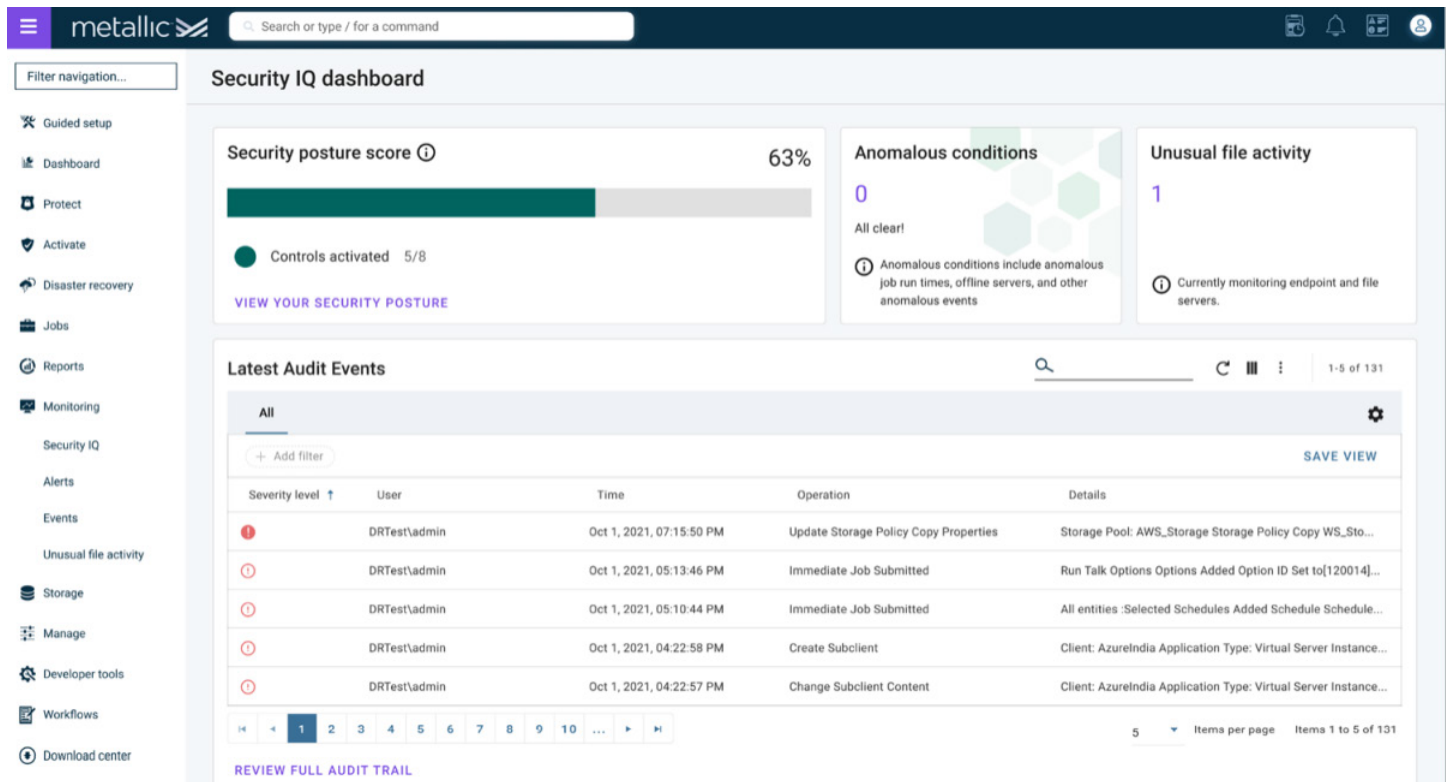 metallic
Search or type / for a command
Filter navigation...
Guided setup
Dashboard
Protect
Activate
Disaster recovery
Jobs
Reports
Monitoring
Security IQ
Alerts
Events
Unusual file activity
Storage
Manage
Developer tools
Workflows
Download center
Security IQ dashboard
Security posture score
63%
Controls activated 5/8
VIEW YOUR SECURITY POSTURE
Anomalous conditions
0
All clear!
Anomalous conditions include anomalous
job run times, offline servers, and other
anomalous events
Unusual file activity
1
Currently monitoring endpoint and file
servers.
Latest Audit Events
1-5 of 131
All
+ Add filter
SAVE VIEW
Severity level User Time Operation Details
DRTest\admin Oct 1, 2021, 07:15:50 PM Update Storage Policy Copy Properties Storage Pool: AWS_Storage Storage Policy Copy WS_Sto...
DRTest\admin Oct 1, 2021, 05:13:46 PM Immediate Job Submitted Run Talk Options Options Added Option ID Set to[120014]...
DRTest\admin Oct 1, 2021, 05:10:44 PM Immediate Job Submitted All entities :Selected Schedules Added Schedule Schedule...
DRTest\admin Oct 1, 2021, 04:22:58 PM Create Subclient Client: AzureIndia Application Type: Virtual Server Instance...
DRTest\admin Oct 1, 2021, 04:22:57 PM Change Subclient Content Client: AzureIndia Application Type: Virtual Server Instance...
1 2 3 4 5 6 7 8 9 10 ...
5 Items per page Items 1 to 5 of 131
REVIEW FULL AUDIT TRAIL